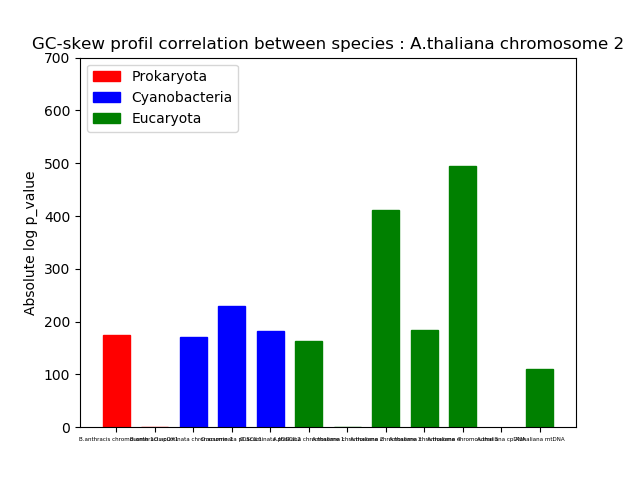 GC-skew profil correlation between species : A.thaliana chromosome 2
Prokaryota
Cyanobacteria
Eucaryota
Absolute log p_value
700
600
500
400
300
200
100
0
B.anthracis
mtDNA